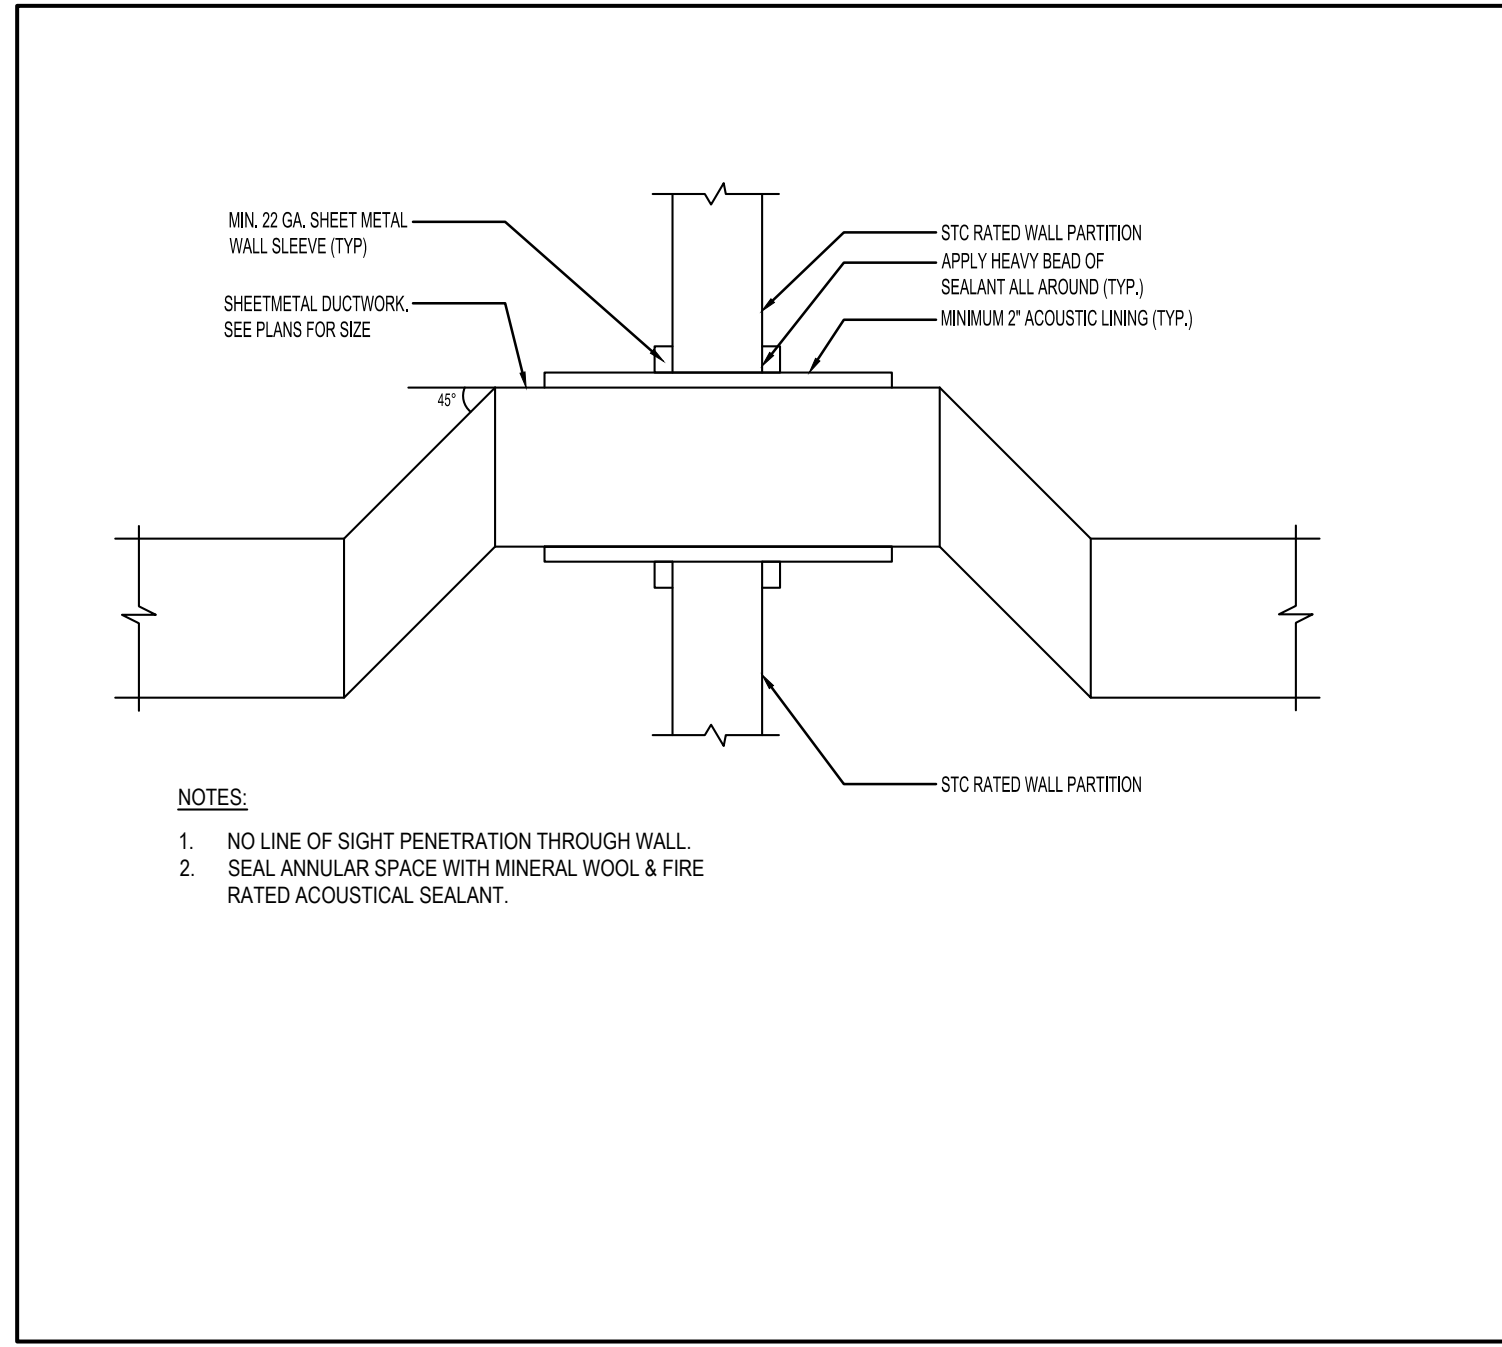 MIN. 22 GA. SHEET METAL
WALL SLEEVE (TYP)
SHEETMETAL DUCTWORK.
SEE PLANS FOR SIZE
45°
STC RATED WALL PARTITION
APPLY HEAVY BEAD OF
SEALANT ALL AROUND (TYP.)
MINIMUM 2" ACOUSTIC LINING (TYP.)
STC RATED WALL PARTITION
NOTES:
1. NO LINE OF SIGHT PENETRATION THROUGH WALL.
2. SEAL ANNULAR SPACE WITH MINERAL WOOL & FIRE
RATED ACOUSTICAL SEALANT.